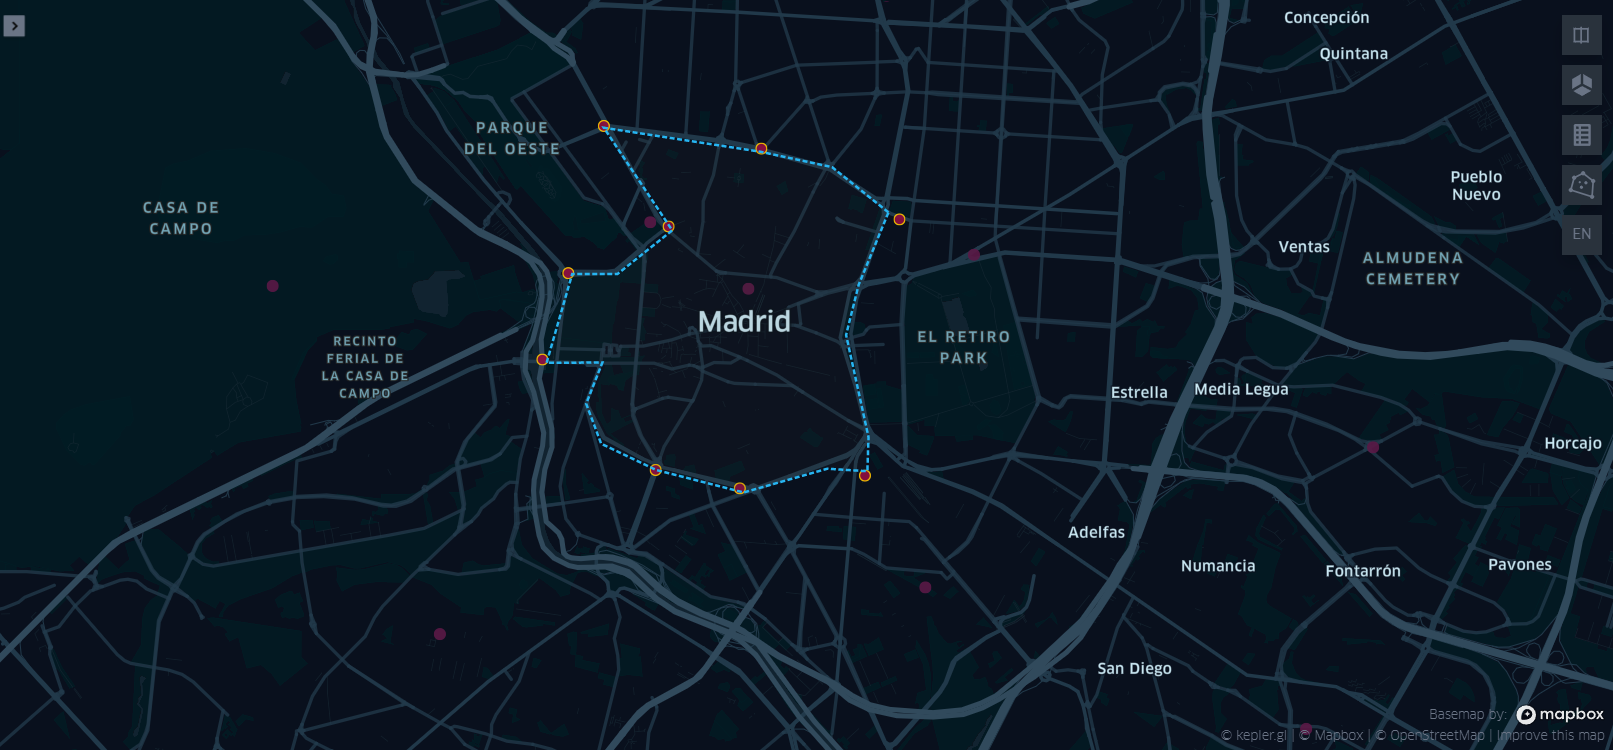 Concepción
Quintana
PARQUE
DEL OESTE
Pueblo
Nuevo
CASA DE
CAMPO
EN
Ventas
ALMUDENA
CEMETERY
Madrid
EL RETIRO
PARK
RECINTO
FERIAL DE
LA CASA DE
CAMPO
Estrella
Media Legua
Horcajo
Adelfas
Numancia
Fontarrón
Pavones
San Diego
Basemap by: mapbox
© kepler.gl | © Mapbox | © OpenStreetMap | Improve this map